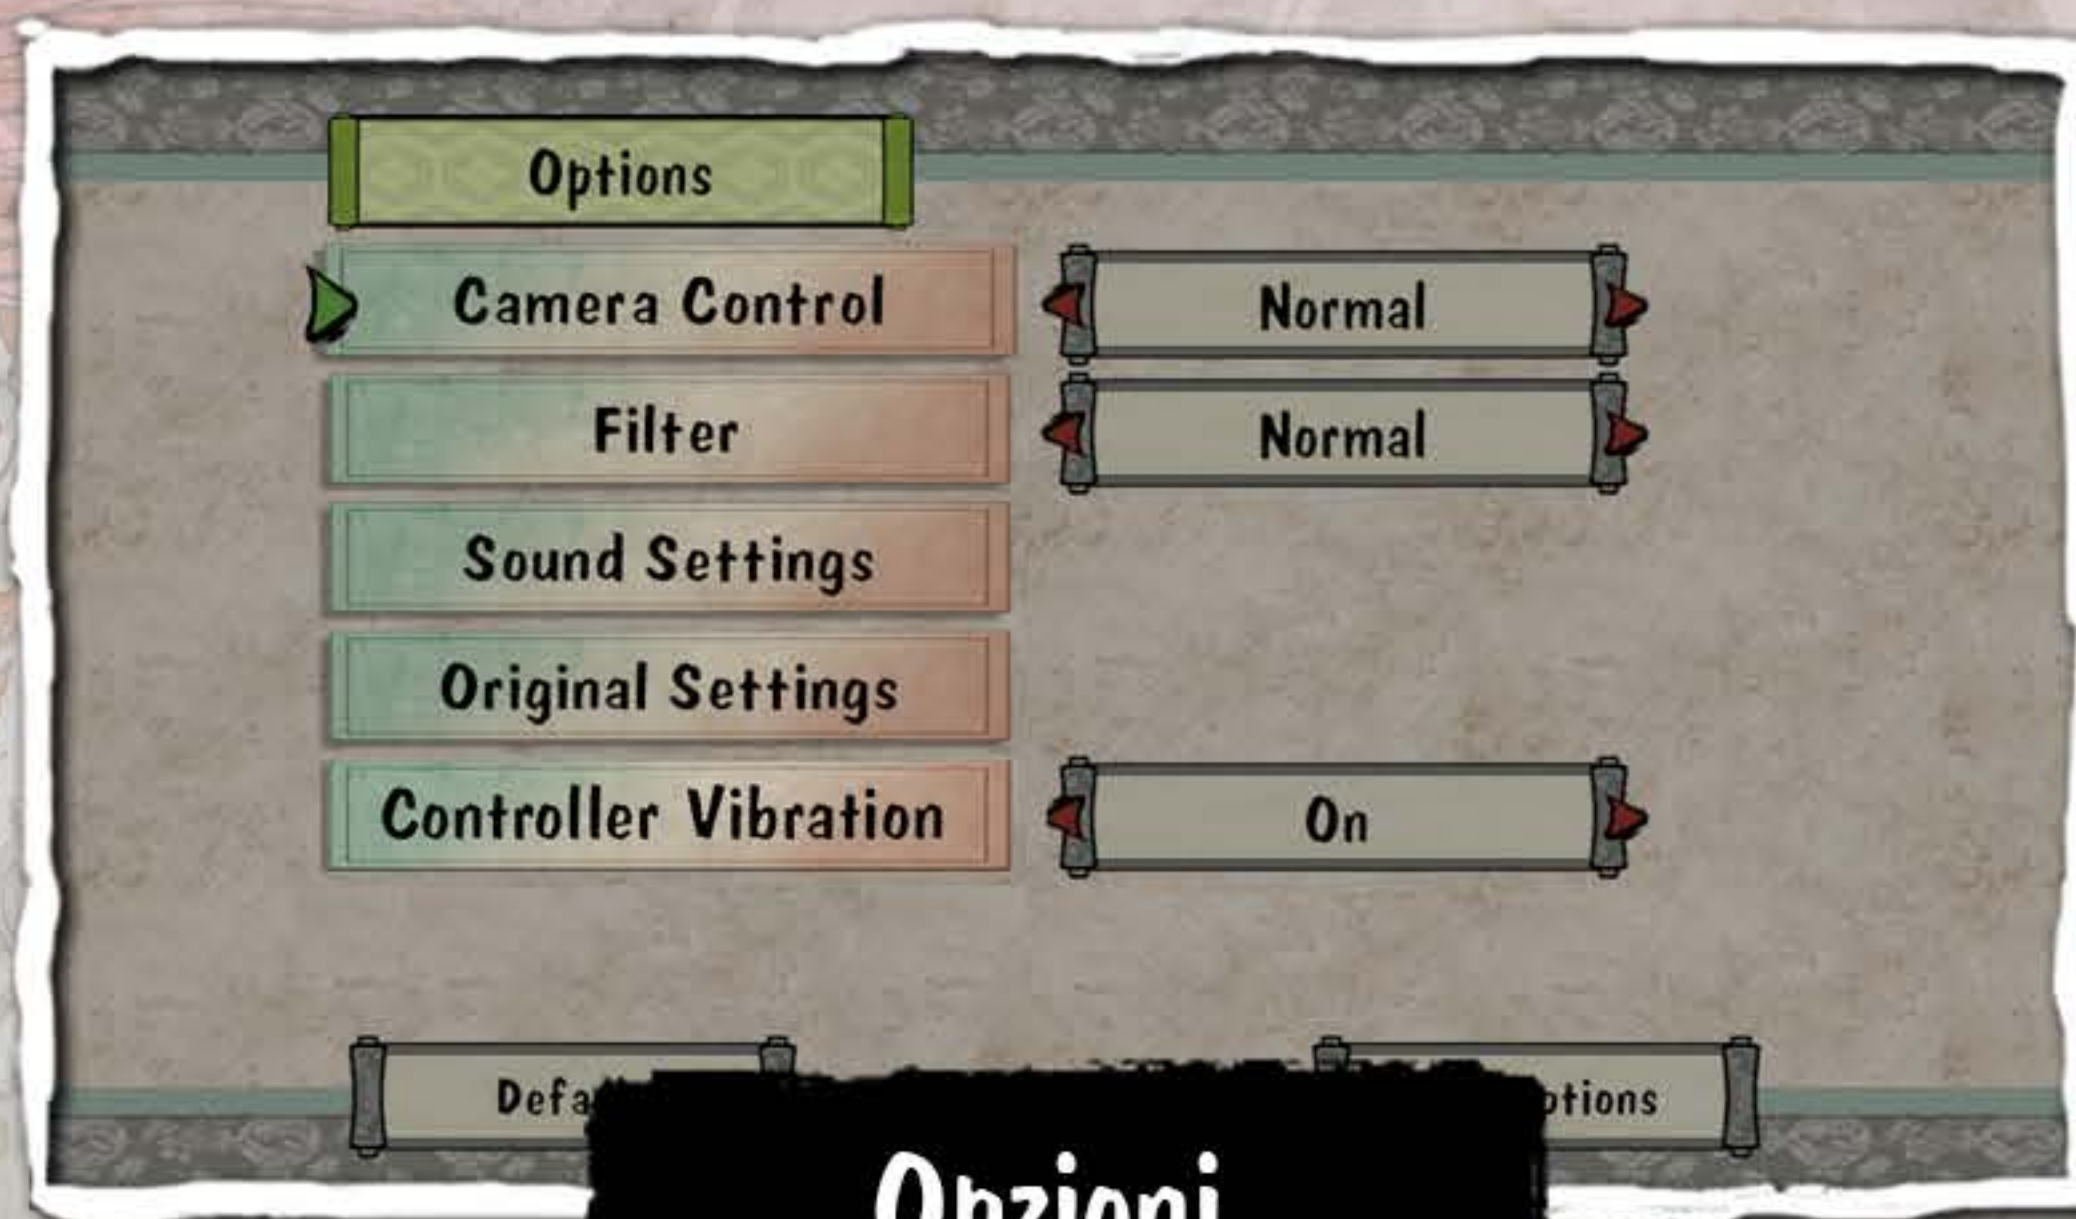 Options
Camera Control
Normal
Filter
Normal
Sound Settings
Original Settings
Controller Vibration
On
Opzioni